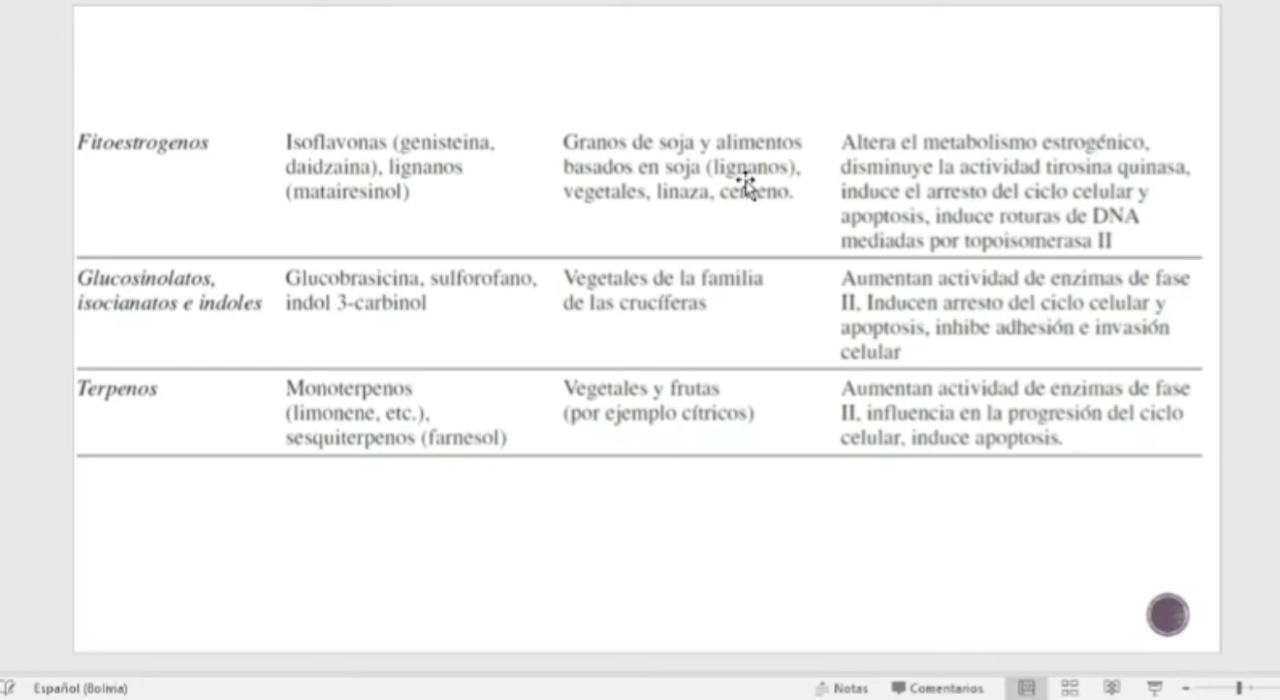 Fitoestrogenos
Isoflavonas (genisteina,
daidzaina), lignanos
(matairesinol)
Granos de soja y alimentos
basados en soja (lignanos),
vegetales, linaza, centeno.
Altera el metabolismo estrogénico,
disminuye la actividad tirosina quinasa,
induce el arresto del ciclo celular y
apoptosis, induce roturas de DNA
mediadas por topoisomerasa II
Glucosinolatos,
isocianatos e indoles
Glucobrasicina, sulforofano,
indol 3-carbinol
Vegetales de la familia
de las crucíferas
Aumentan actividad de enzimas de fase
II, Inducen arresto del ciclo celular y
apoptosis, inhibe adhesión e invasión
celular
Terpenos
Monoterpenos
(limonene, etc.),
sesquiterpenos (farnesol)
Vegetales y frutas
(por ejemplo cítricos)
Aumentan actividad de enzimas de fase
II, influencia en la progresión del ciclo
celular, induce apoptosis.
Español (Bolivia)
Notas
Comentarios